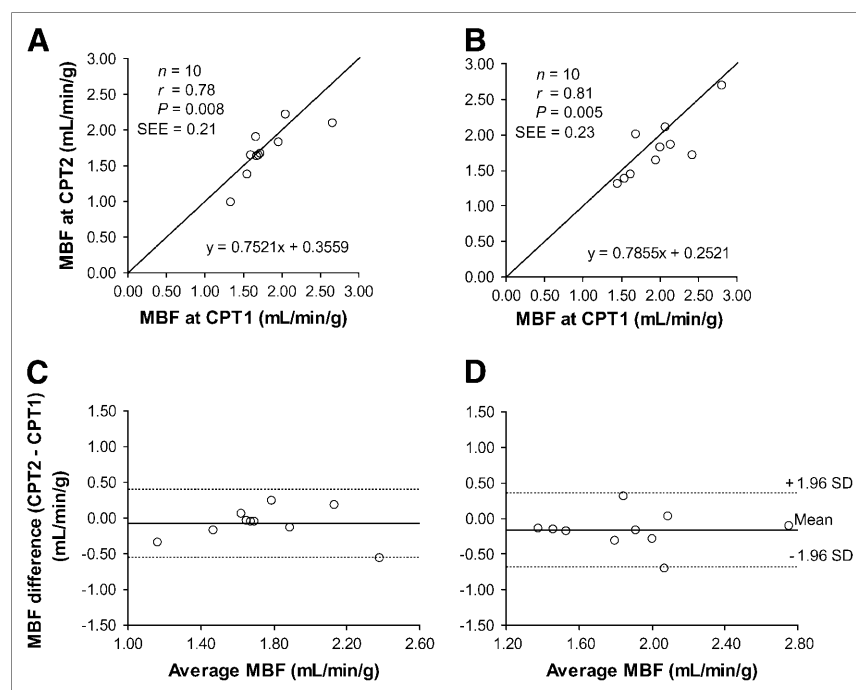 A
MBF at CPT2 (mL/min/g)
3.00
2.50
2.00
1.50
1.00
0.50
0.00
n = 10
r = 0.78
P = 0.008
SEE = 0.21
y = 0.7521x + 0.3559
0.00 0.50 1.00 1.50 2.00 2.50 3.00
MBF at CPT1 (mL/min/g)
B
3.00
2.50
2.00
1.50
1.00
0.50
0.00
n = 10
r = 0.81
P = 0.005
SEE = 0.23
y = 0.7855x + 0.2521
0.00 0.50 1.00 1.50 2.00 2.50 3.00
MBF at CPT1 (mL/min/g)
C
MBF difference (CPT2 - CPT1)
(mL/min/g)
1.50
1.00
0.50
0.00
-0.50
-1.00
-1.50
1.00 1.40 1.80 2.20 2.60
Average MBF (mL/min/g)
D
1.50
1.00
0.50
0.00
-0.50
-1.00
-1.50
+1.96 SD
Mean
-1.96 SD
1.20 1.60 2.00 2.40 2.80
Average MBF (mL/min/g)